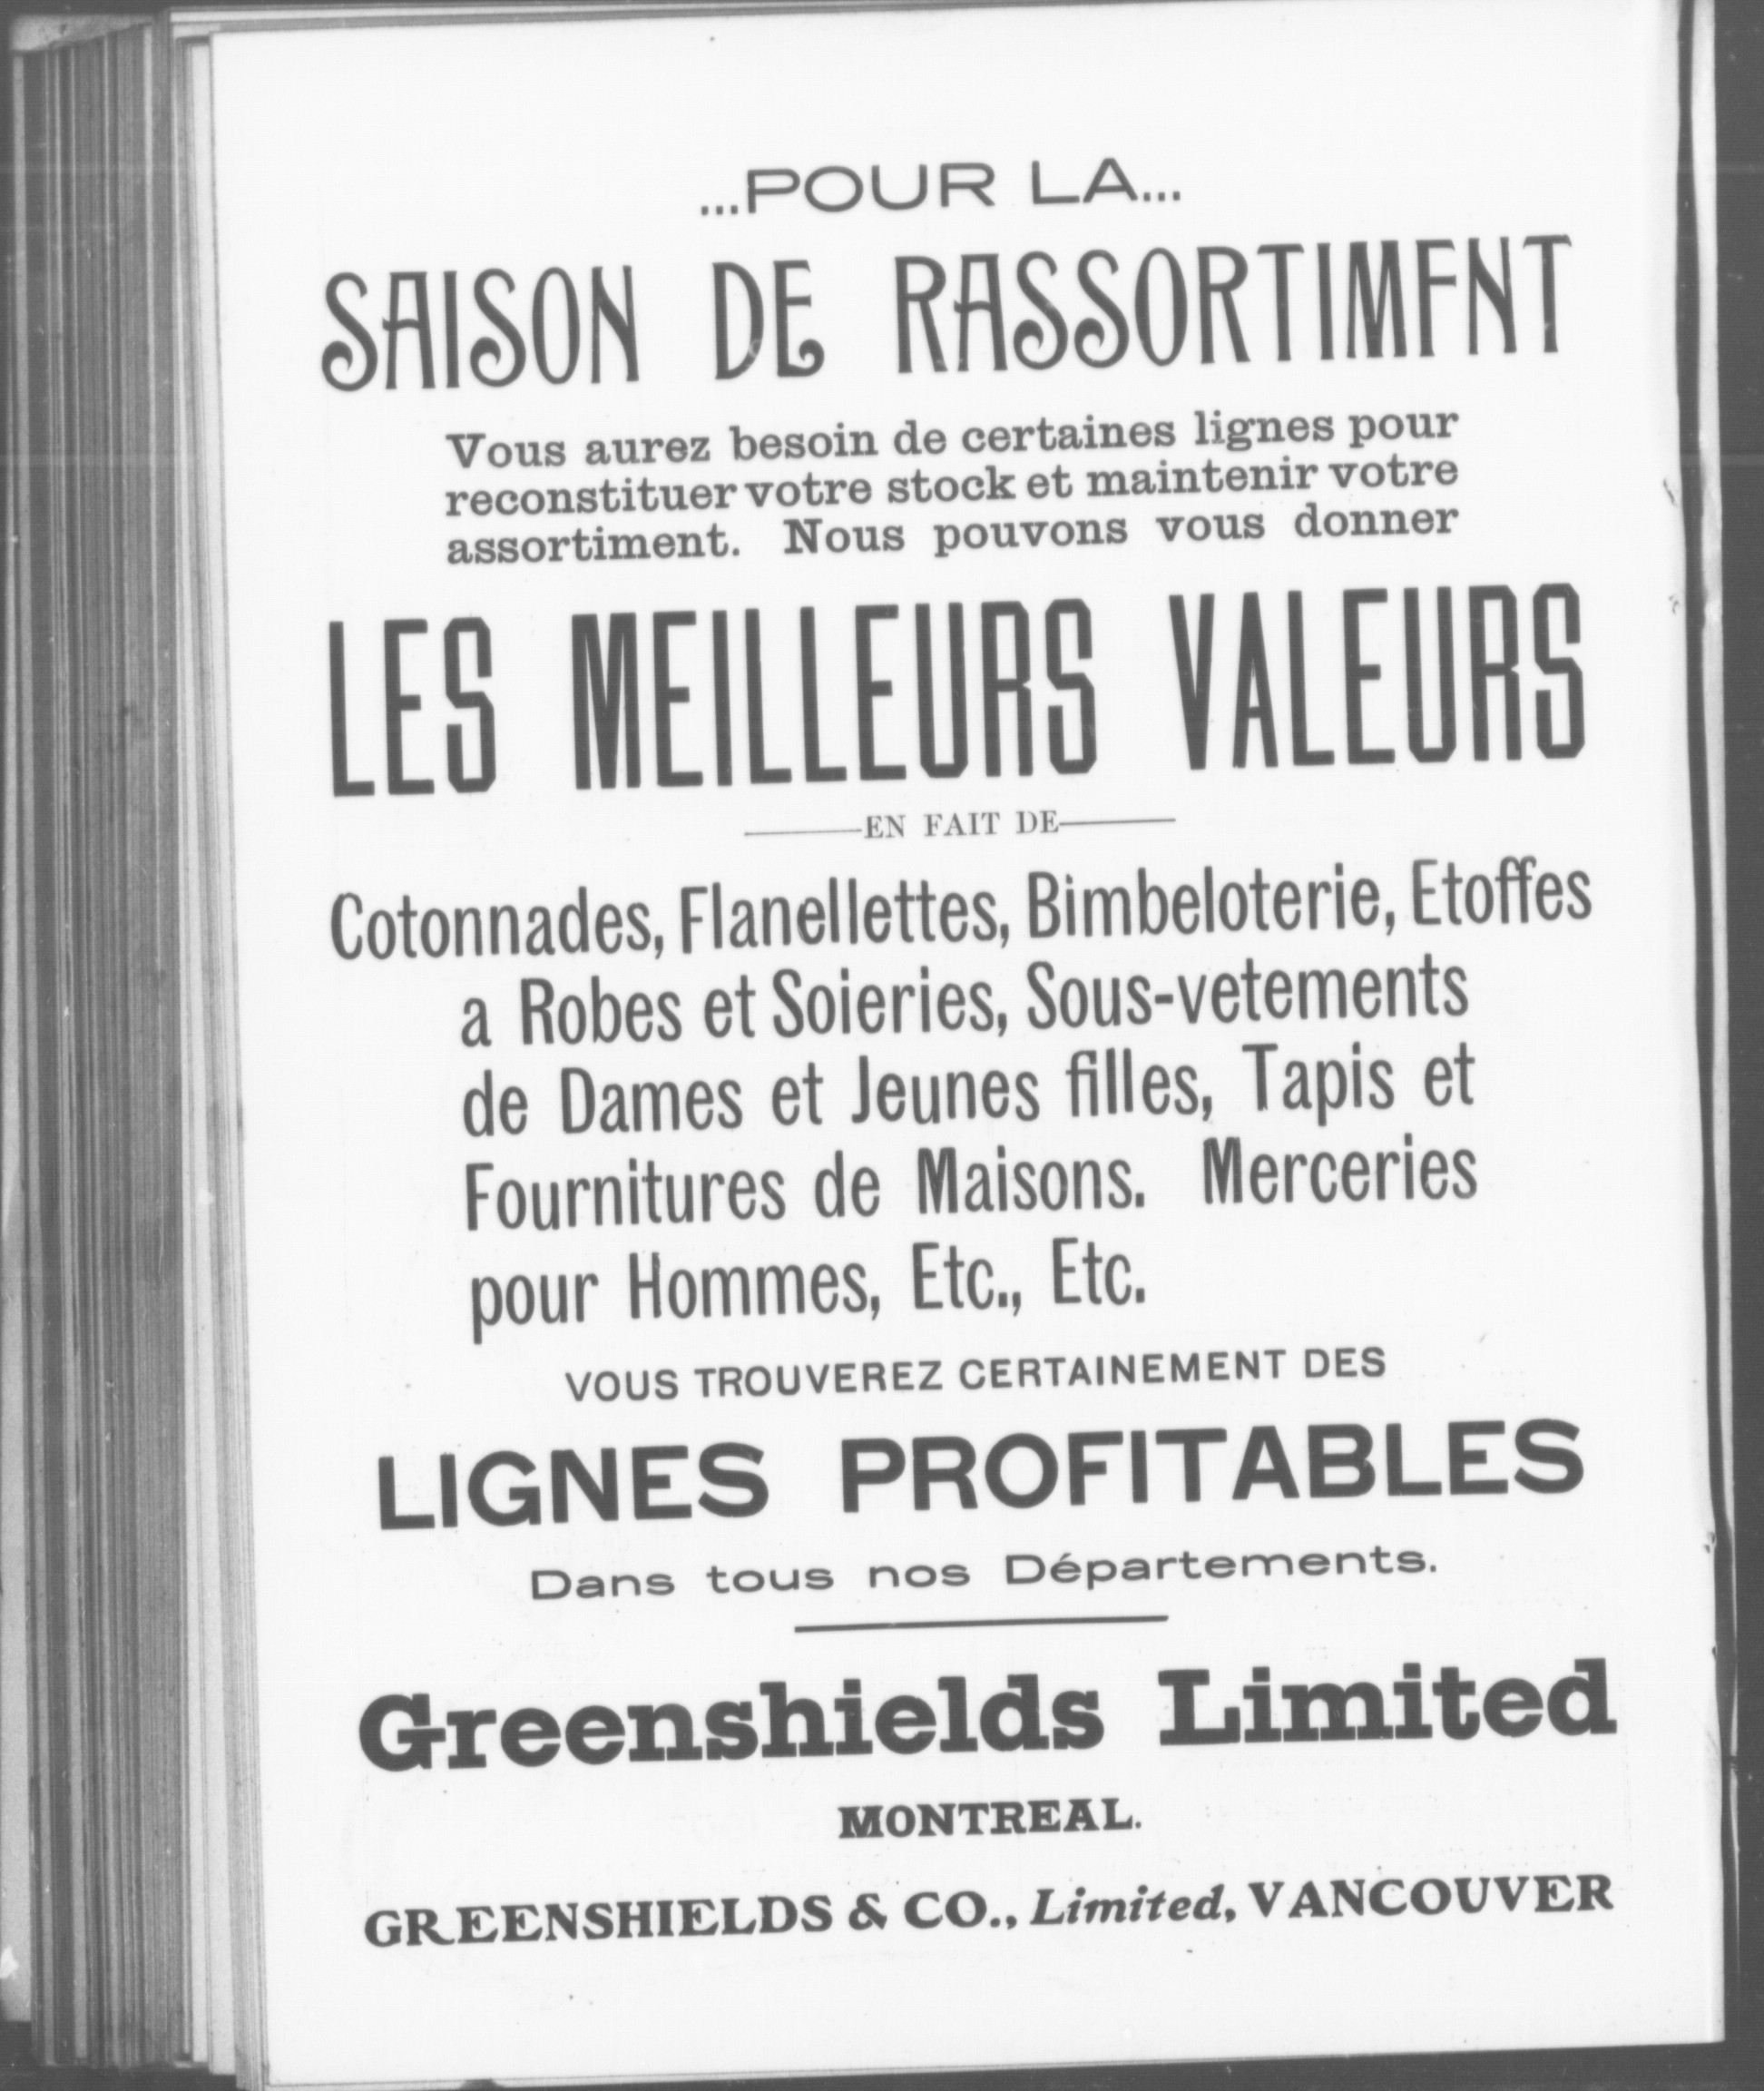 ...POUR LA...
SAISON DE RASSORTIMENT
Vous aurez besoin de certaines lignes pour
reconstituer votre stock et maintenir votre
assortiment. Nous pouvons vous donner
LES MEILLEURS VALEURS
EN FAIT DE
Cotonnades, Flanellettes, Bimbeloterie, Etoffes
a Robes et Soieries, Sous-vetements
de Dames et Jeunes filles, Tapis et
Fournitures de Maisons. Merceries
pour Hommes, Etc., Etc.
VOUS TROUVEREZ CERTAINEMENT DES
LIGNES PROFITABLES
Dans tous nos Départements.
Greenshields Limited
MONTREAL.
GREENSHIELDS & CO., Limited, VANCOUVER